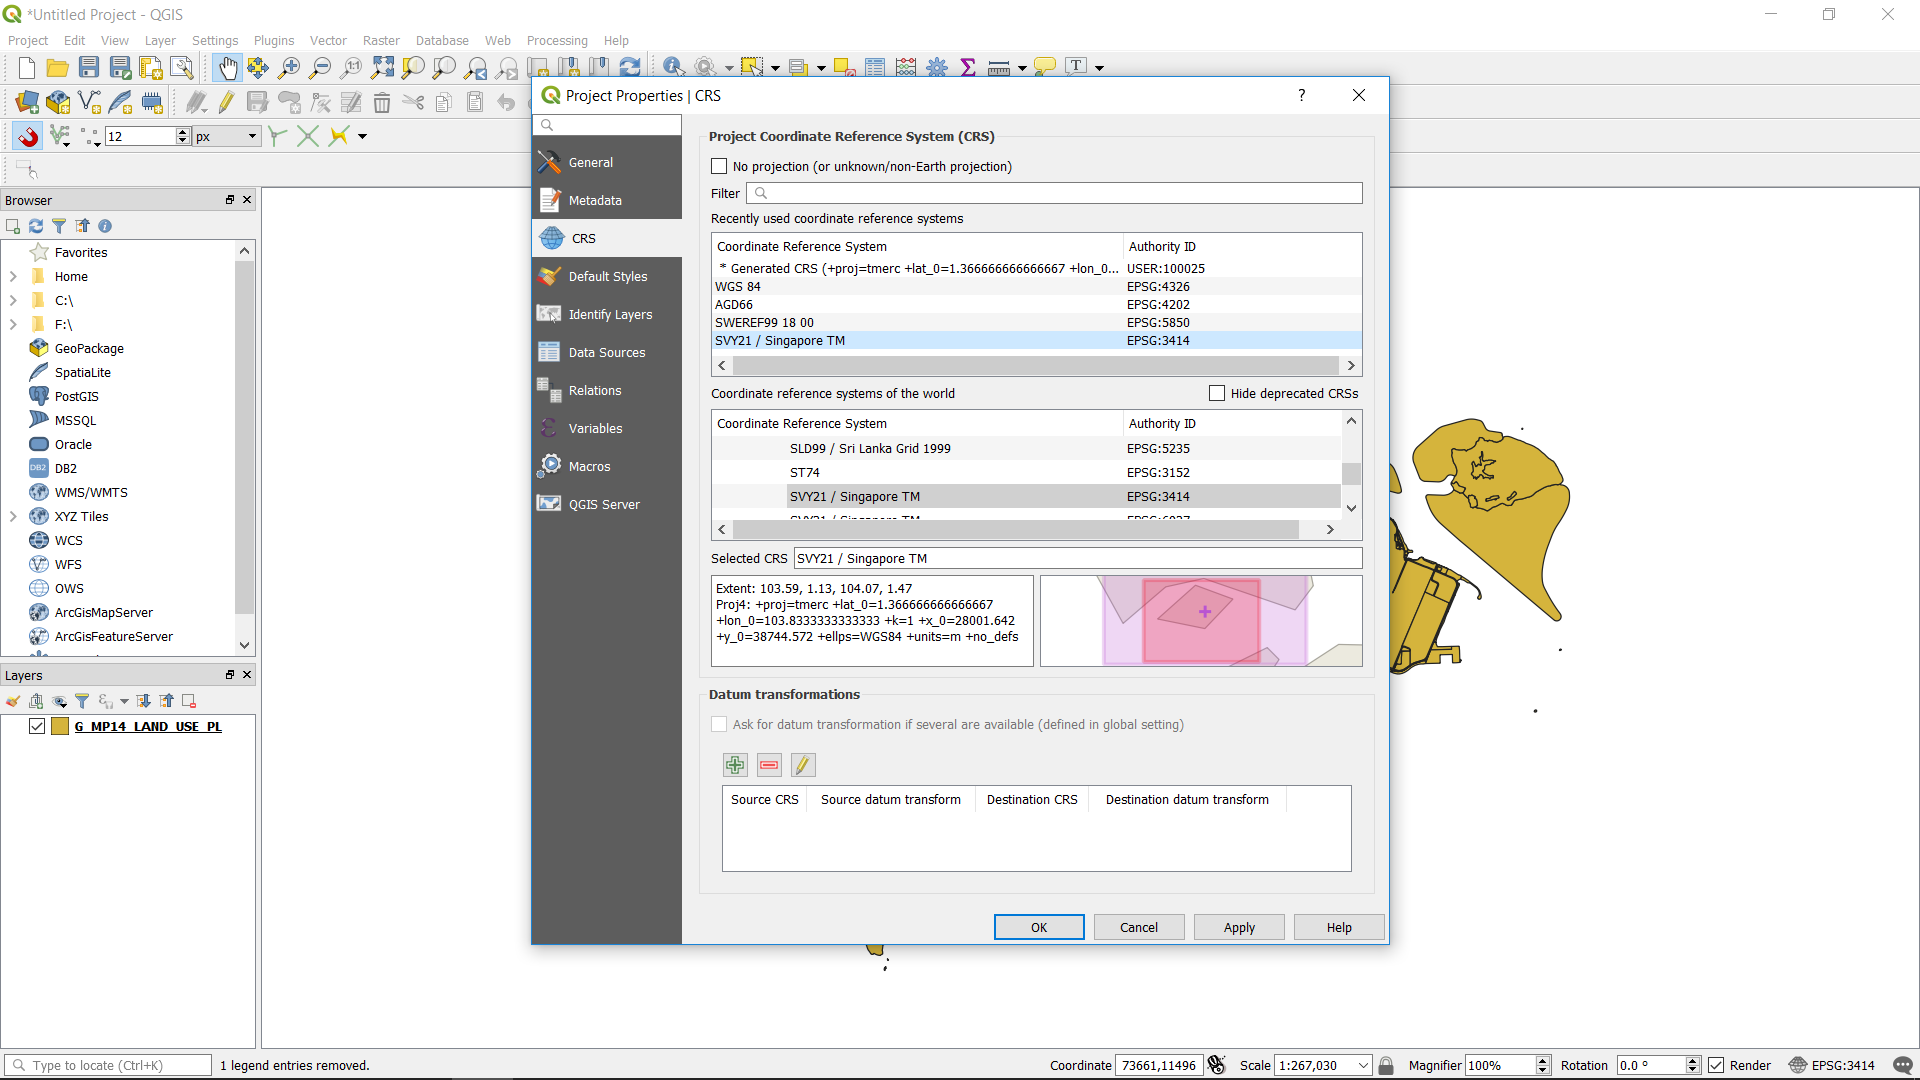 *Untitled Project - QGIS
Project Edit View Layer Settings Plugins Vector Raster Database Web Processing Help
12 px
Browser
Favorites
Home
C:\
F:\
GeoPackage
SpatiaLite
PostGIS
MSSQL
Oracle
DB2
WMS/WMTS
XYZ Tiles
WCS
WFS
OWS
ArcGisMapServer
ArcGisFeatureServer
Layers
G_MP14_LAND_USE_PL
Project Properties | CRS
General
Metadata
CRS
Default Styles
Identify Layers
Data Sources
Relations
Variables
Macros
QGIS Server
Project Coordinate Reference System (CRS)
No projection (or unknown/non-Earth projection)
Filter
Recently used coordinate reference systems
Coordinate Reference System Authority ID
* Generated CRS (+proj=tmerc +lat_0=1.366666666666667 +lon_0... USER:100025
WGS 84 EPSG:4326
AGD66 EPSG:4202
SWEREF99 18 00 EPSG:5850
SVY21 / Singapore TM EPSG:3414
Coordinate reference systems of the world Hide deprecated CRSs
Coordinate Reference System Authority ID
SLD99 / Sri Lanka Grid 1999 EPSG:5235
ST74 EPSG:3152
SVY21 / Singapore TM EPSG:3414
Selected CRS SVY21 / Singapore TM
Extent: 103.59, 1.13, 104.07, 1.47
Proj4: +proj=tmerc +lat_0=1.366666666666667
+lon_0=103.8333333333333 +k=1 +x_0=28001.642
+y_0=38744.572 +ellps=WGS84 +units=m +no_defs
Datum transformations
Ask for datum transformation if several are available (defined in global setting)
Source CRS Source datum transform Destination CRS Destination datum transform
OK Cancel Apply Help
Type to locate (Ctrl+K) 1 legend entries removed. Coordinate 73661,11496 Scale 1:267,030 Magnifier 100% Rotation 0.0 ° Render EPSG:3414